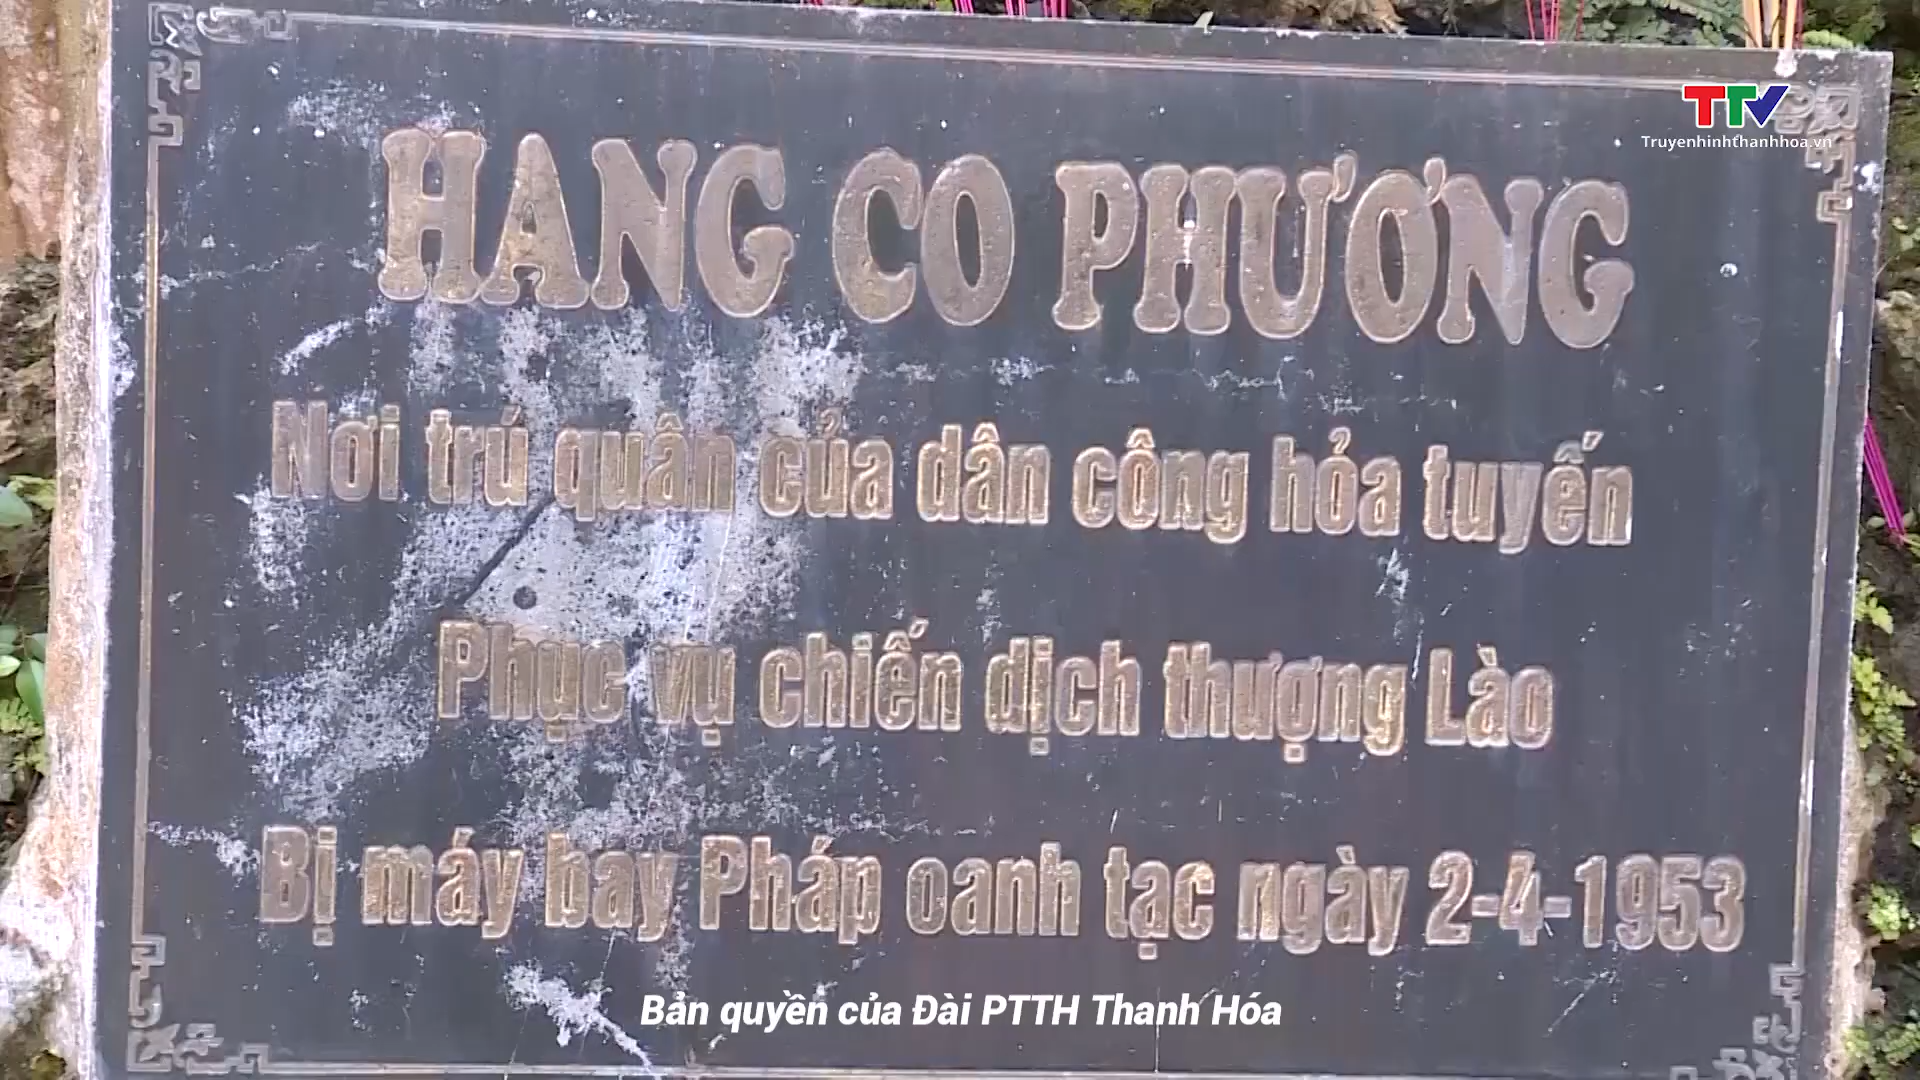 TTV
Truyenhinhthanhhoa.vn
HANG CO PHƯƠNG
Nơi trú quân của dân công hỏa tuyến
Phục vụ chiến dịch thượng Lào
Bị máy bay Pháp oanh tạc ngày 2-4-1953
Bản quyền của Đài PTTH Thanh Hóa